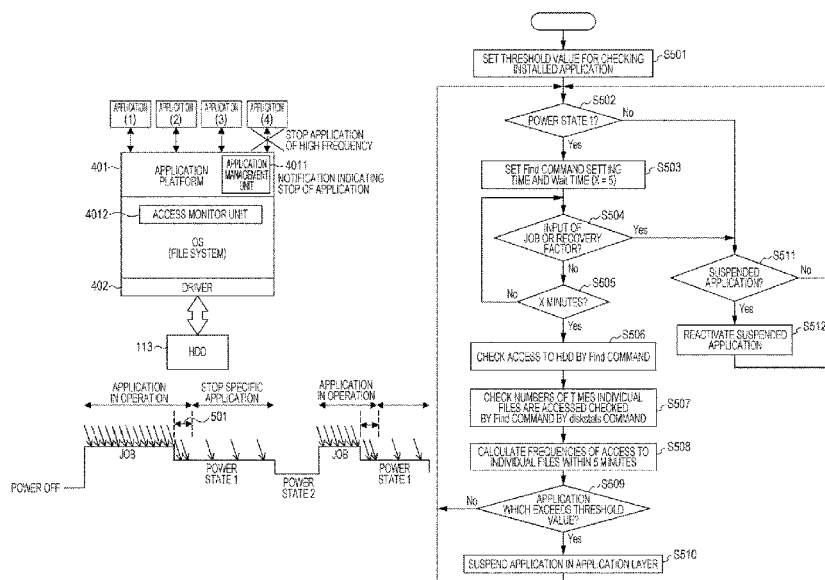 APPLICATION (1)
APPLICATION (2)
APPLICATION (3)
APPLICATION (4)
STOP APPLICATION
OF HIGH FREQUENCY
401
APPLICATION
PLATFORM
APPLICATION
MANAGEMENT
UNIT
4011
NOTIFICATION INDICATING
STOP OF APPLICATION
4012
ACCESS MONITOR UNIT
OS
(FILE SYSTEM)
402
DRIVER
113
HDD
APPLICATION
IN OPERATION
STOP SPECIFIC
APPLICATION
501
APPLICATION
IN OPERATION
JOB
POWER
STATE 1
POWER
STATE 2
JOB
POWER
STATE 1
POWER OFF
S501
SET THRESHOLD VALUE FOR CHECKING
INSTALLED APPLICATION
S502
POWER STATE 1?
No
Yes
S503
SET Find COMMAND SETTING
TIME AND Wait TIME (X = 5)
S504
INPUT OF
JOB OR RECOVERY
FACTOR?
Yes
No
S505
X MINUTES?
No
Yes
S506
CHECK ACCESS TO HDD BY Find COMMAND
S507
CHECK NUMBERS OF TIMES INDIVIDUAL
FILES ARE ACCESSED CHECKED
BY Find COMMAND BY diskstats COMMAND
S508
CALCULATE FREQUENCIES OF ACCESS TO
INDIVIDUAL FILES WITHIN 5 MINUTES
S509
APPLICATION
WHICH EXCEEDS THRESHOLD
VALUE?
No
Yes
S510
SUSPEND APPLICATION IN APPLICATION LAYER
S511
SUSPENDED
APPLICATION?
No
Yes
S512
REACTIVATE SUSPENDED
APPLICATION